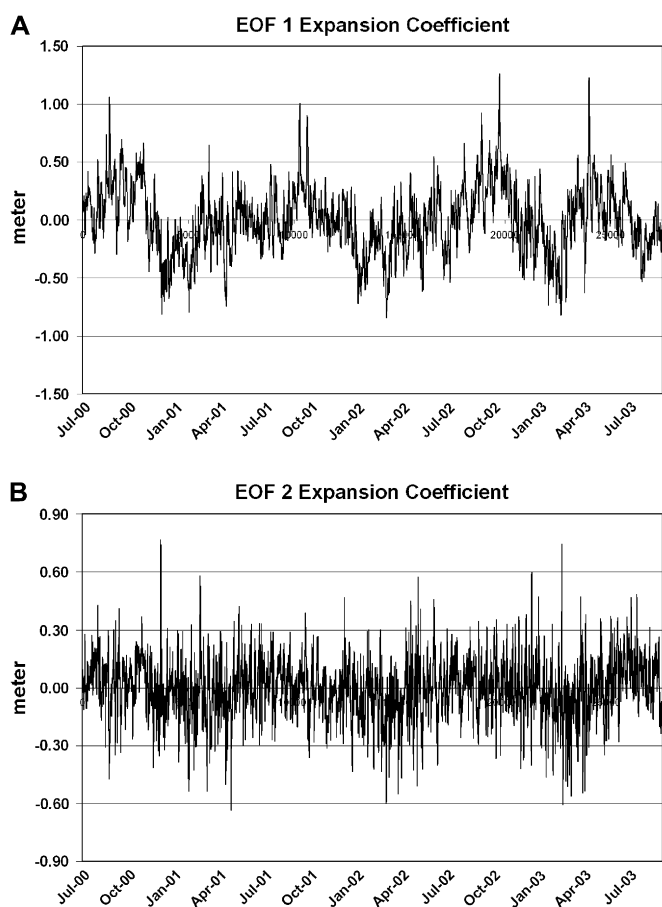 A
EOF 1 Expansion Coefficient
1.50
1.00
0.50
0.00
-0.50
-1.00
-1.50
meter
0 10000 20000
Jul-00 Oct-00 Jan-01 Apr-01 Jul-01 Oct-01 Jan-02 Apr-02 Jul-02 Oct-02 Jan-03 Apr-03 Jul-03
B
EOF 2 Expansion Coefficient
0.90
0.60
0.30
0.00
-0.30
-0.60
-0.90
meter
Jul-00 Oct-00 Jan-01 Apr-01 Jul-01 Oct-01 Jan-02 Apr-02 Jul-02 Oct-02 Jan-03 Apr-03 Jul-03